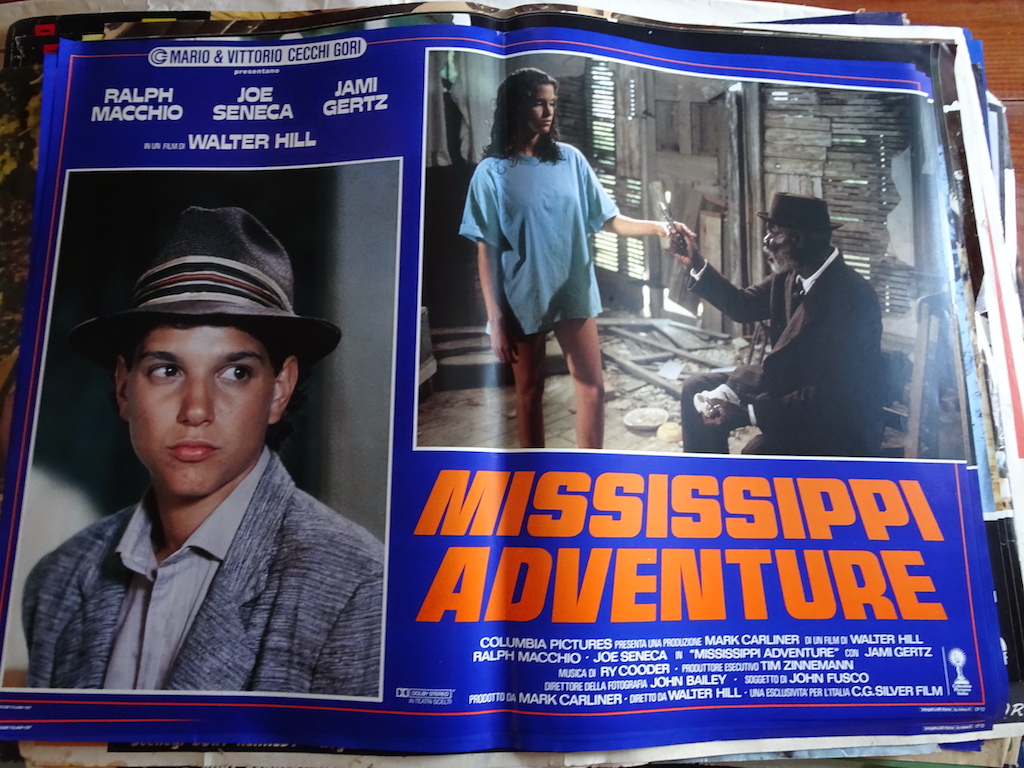 MARIO & VITTORIO CECCHI GORI
presentano
RALPH MACCHIO
JOE SENECA
JAMI GERTZ
IN UN FILM DI WALTER HILL
MISSISSIPPI
ADVENTURE
COLUMBIA PICTURES PRESENTA UNA PRODUZIONE MARK CARLINER DI UN FILM DI WALTER HILL
RALPH MACCHIO · JOE SENECA IN "MISSISSIPPI ADVENTURE" CON JAMI GERTZ
MUSICA DI RY COODER · PRODUTTORE ESECUTIVO TIM ZINNEMANN
DIRETTORE DELLA FOTOGRAFIA JOHN BAILEY · SOGGETTO DI JOHN FUSCO
PRODOTTO DA MARK CARLINER · DIRETTO DA WALTER HILL · UNA ESCLUSIVITA' PER L'ITALIA C.G. SILVER FILM
DOLBY STEREO
IN TEATRI SCELTI